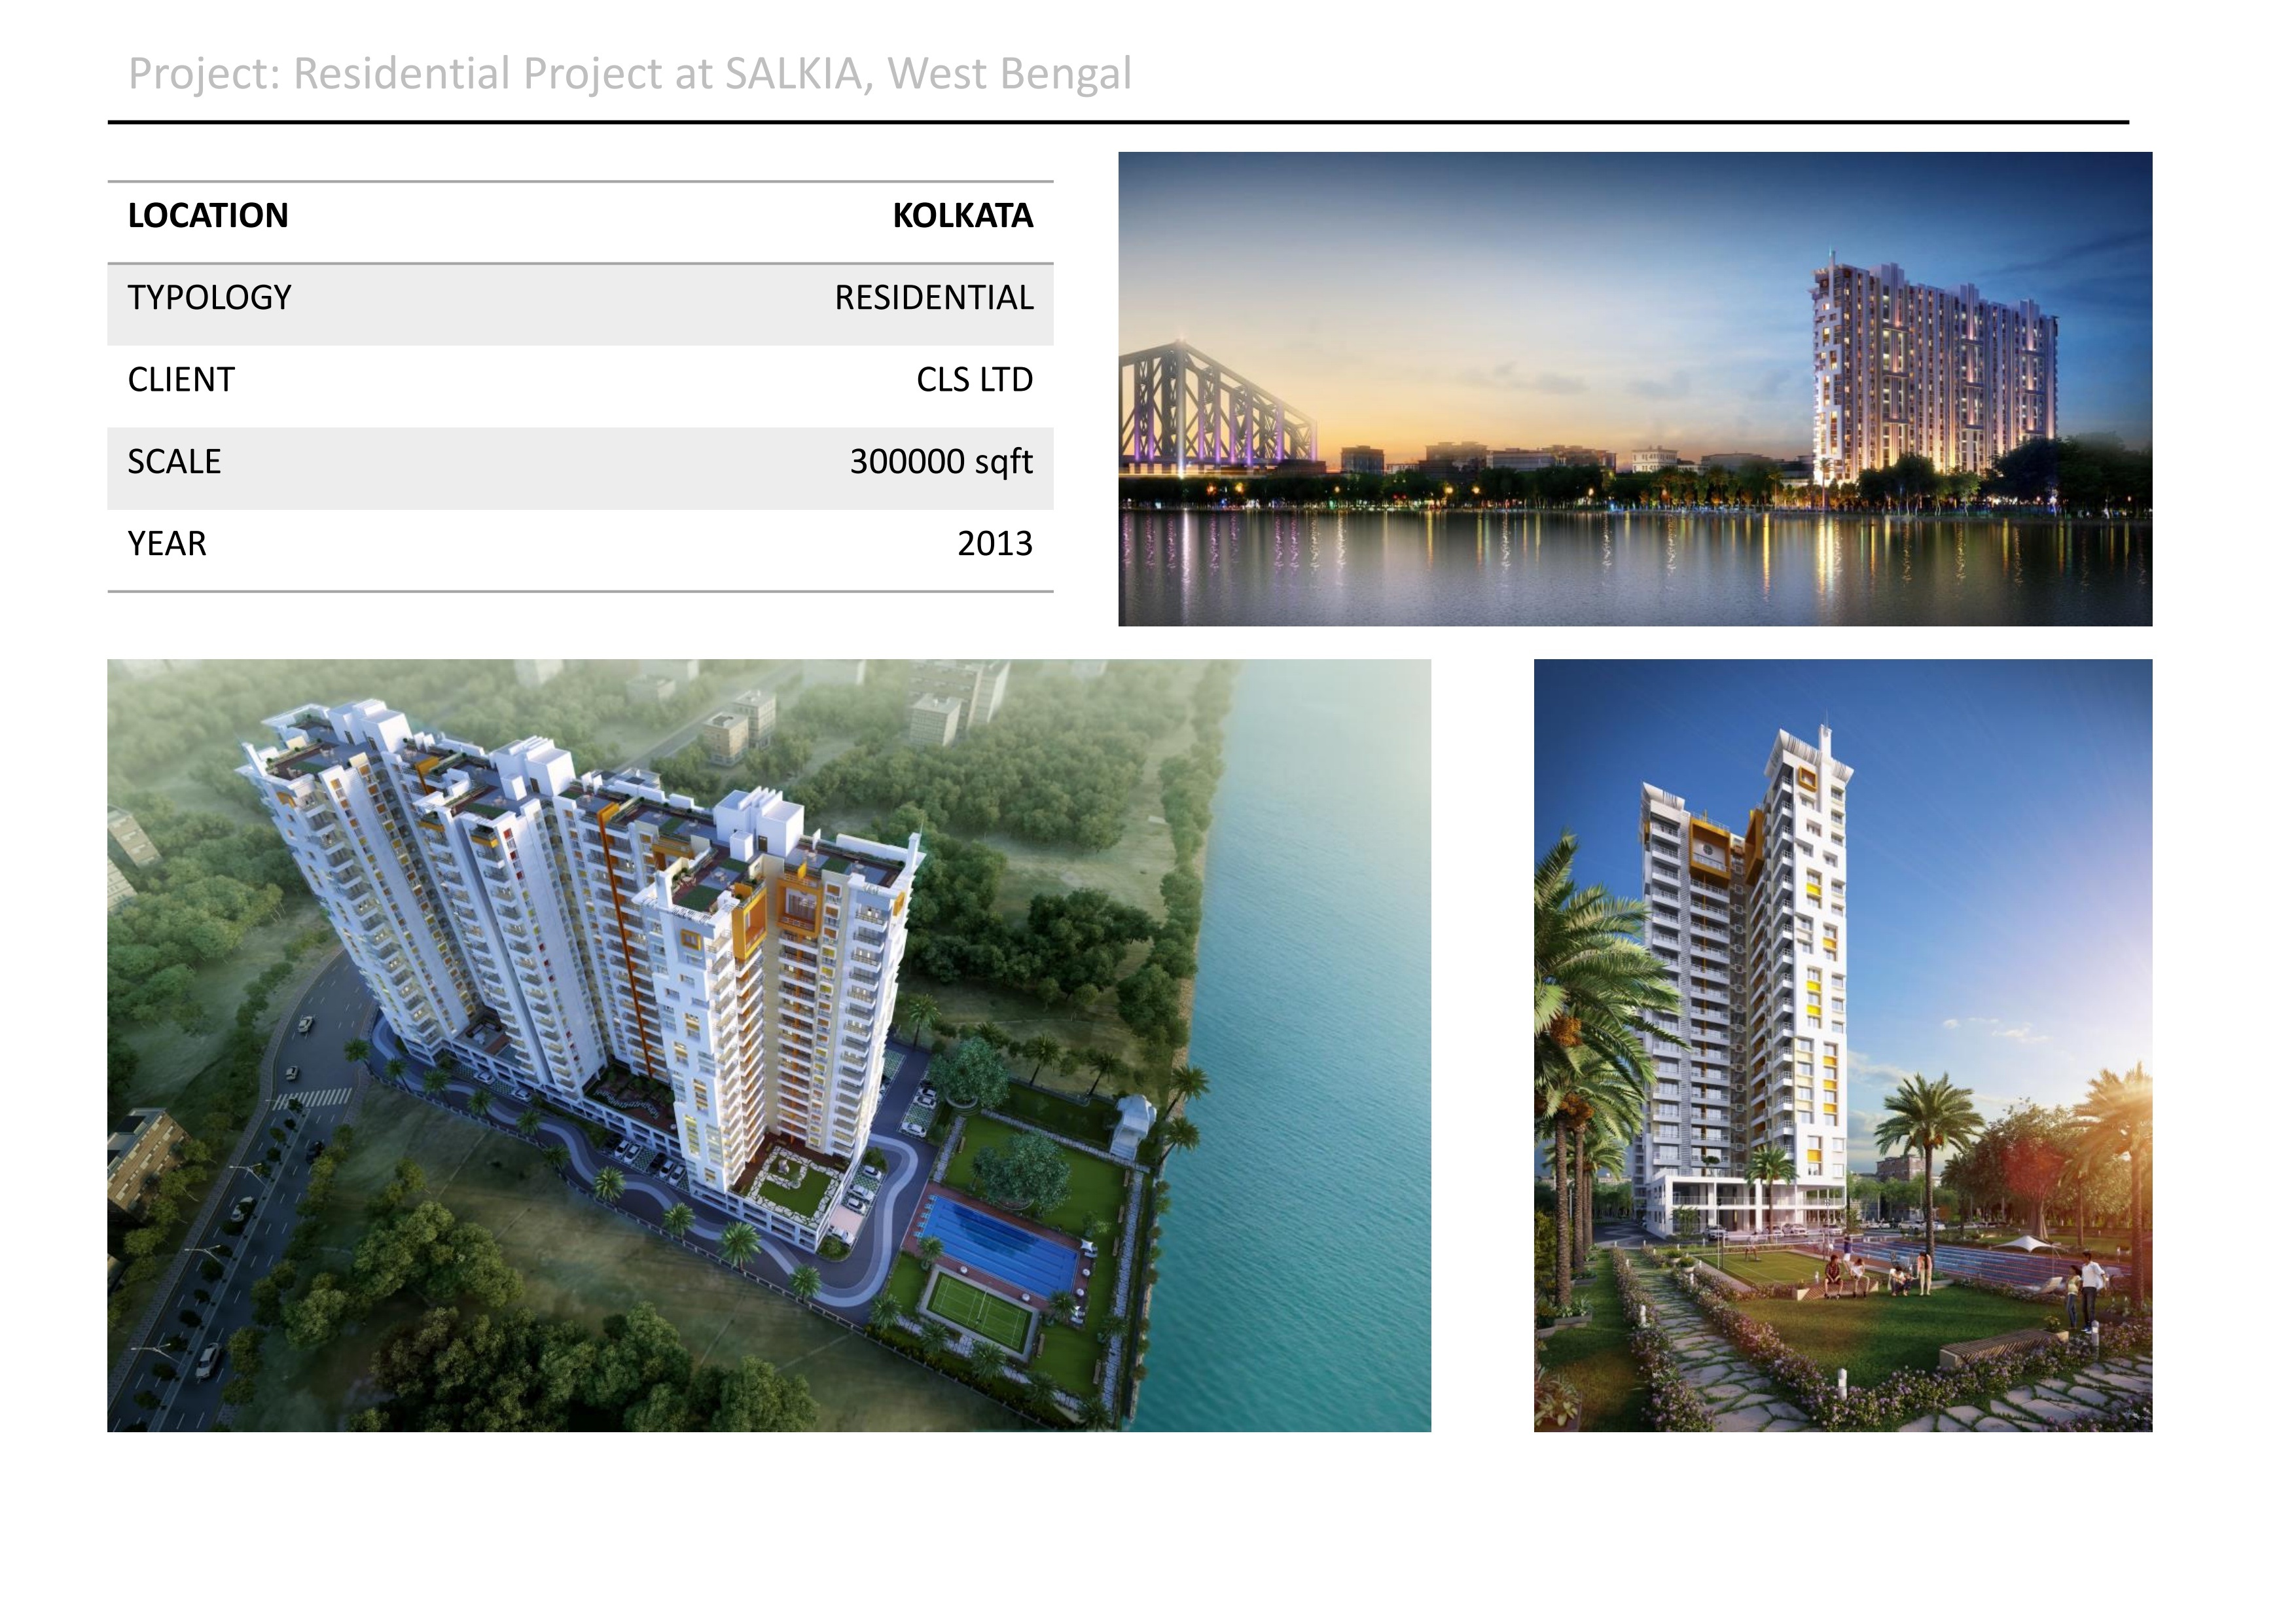 Project: Residential Project at SALKIA, West Bengal
LOCATION KOLKATA
TYPOLOGY RESIDENTIAL
CLIENT CLS LTD
SCALE 300000 sqft
YEAR 2013